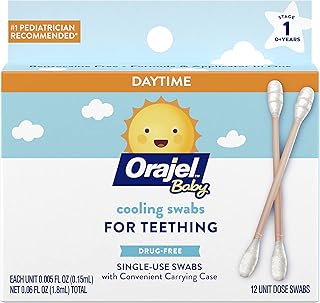 #1 PEDIATRICIAN
RECOMMENDED*
STAGE
1
0+YEARS
DAYTIME
Orajel
Baby
cooling swabs
FOR TEETHING
DRUG-FREE
SINGLE-USE SWABS
with Convenient Carrying Case
EACH UNIT 0.005 FL OZ (0.15mL)
NET 0.06 FL OZ (1.8mL) TOTAL
12 UNIT DOSE SWABS